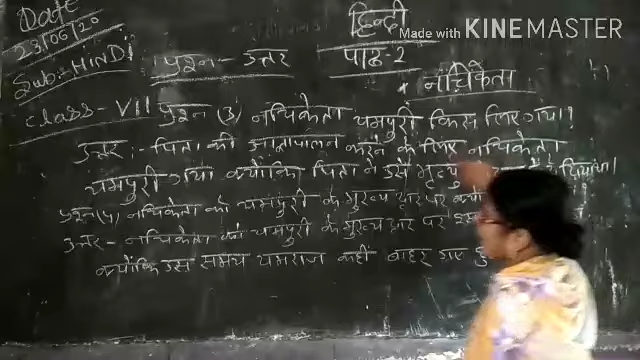 Date
23/06/20
Sub:- HINDI
Class - VII
हिन्दी
Made with KINEMASTER
प्रश्न - उत्तर
पाठ-2
नचिकेता
प्रश्न (3) नचिकेता यमपुरी किस लिए गया?
उत्तर :- पिता की आज्ञापालन करने के लिए नचिकेता
यमपुरी गया क्योंकि पिता ने उसे मृत्यु दिया।
प्रश्न (4) नचिकेता को यमपुरी के मुख्य द्वार पर क्यों
उत्तर - नचिकेता को यमपुरी के मुख्य द्वार पर
क्योंकि उस समय यमराज कहीं बाहर गए